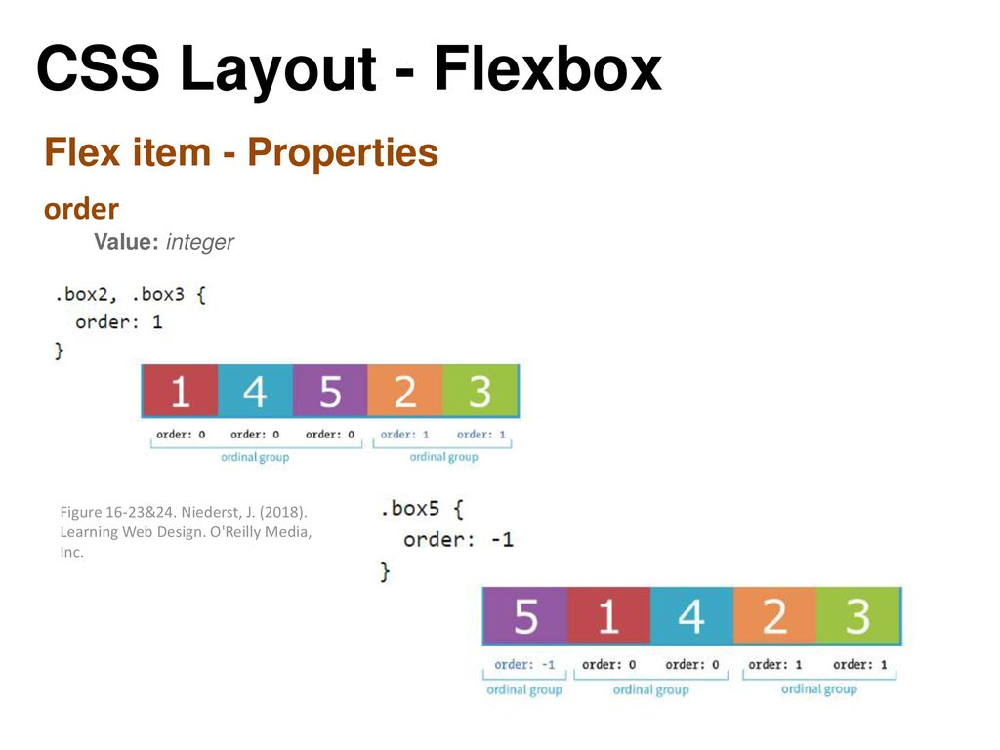 CSS Layout - Flexbox
Flex item - Properties
order
Value: integer
.box2, .box3 {
order: 1
}
1 4 5 2 3
order: 0 order: 0 order: 0 order: 1 order: 1
ordinal group ordinal group
Figure 16-23&24. Niederst, J. (2018).
Learning Web Design. O'Reilly Media,
Inc.
.box5 {
order: -1
}
5 1 4 2 3
order: -1 order: 0 order: 0 order: 1 order: 1
ordinal group ordinal group ordinal group